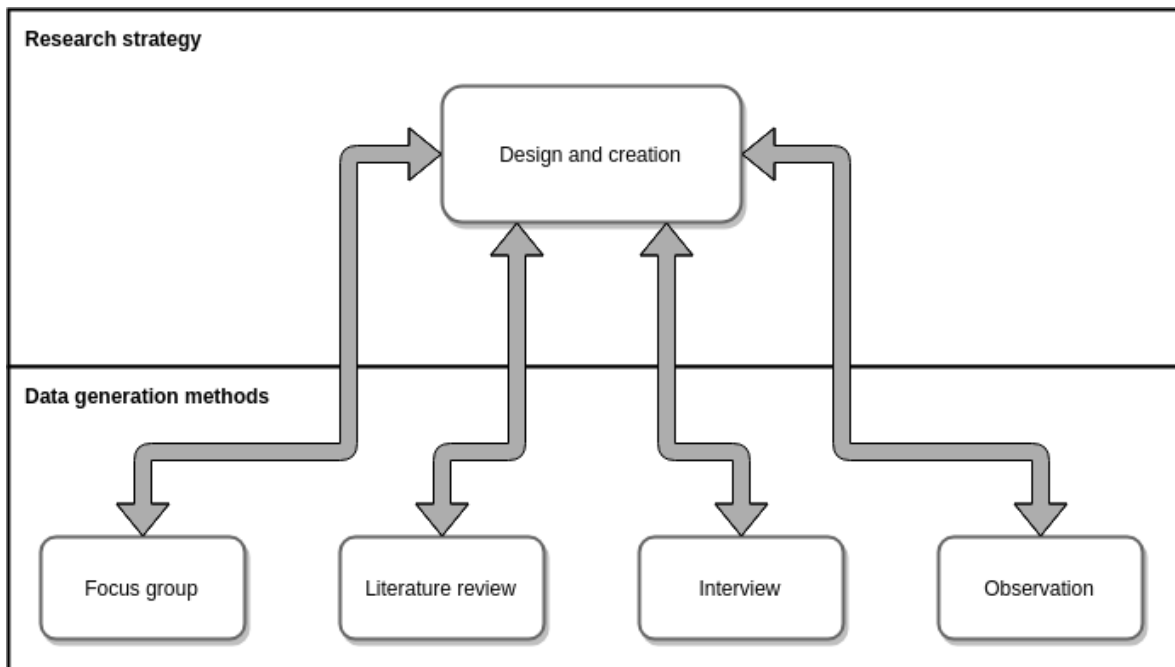 Research strategy
Design and creation
Data generation methods
Focus group
Literature review
Interview
Observation